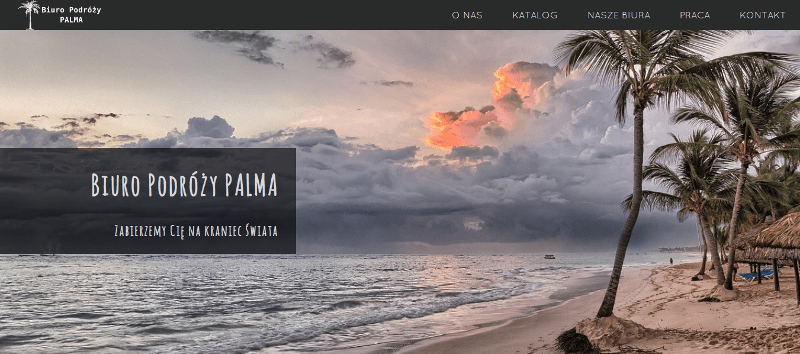 Biuro Podróży
PALMA
O NAS
KATALOG
NASZE BIURA
PRACA
KONTAKT
Biuro Podróży PALMA
Zabierzemy Cię na kraniec Świata